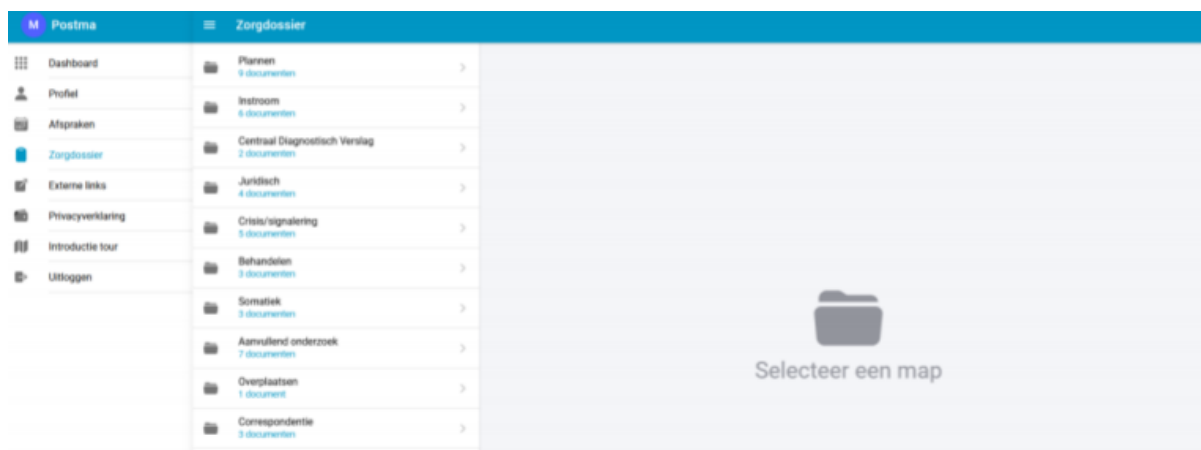 M Postma
Dashboard
Profiel
Afspraken
Zorgdossier
Externe links
Privacyverklaring
Introductie tour
Uitloggen
Zorgdossier
Plannen
9 documenten
Instroom
6 documenten
Centraal Diagnostisch Verslag
2 documenten
Juridisch
4 documenten
Crisis/signalering
5 documenten
Behandelen
3 documenten
Somatiek
3 documenten
Aanvullend onderzoek
7 documenten
Overplaatsen
1 document
Correspondentie
3 documenten
Selecteer een map